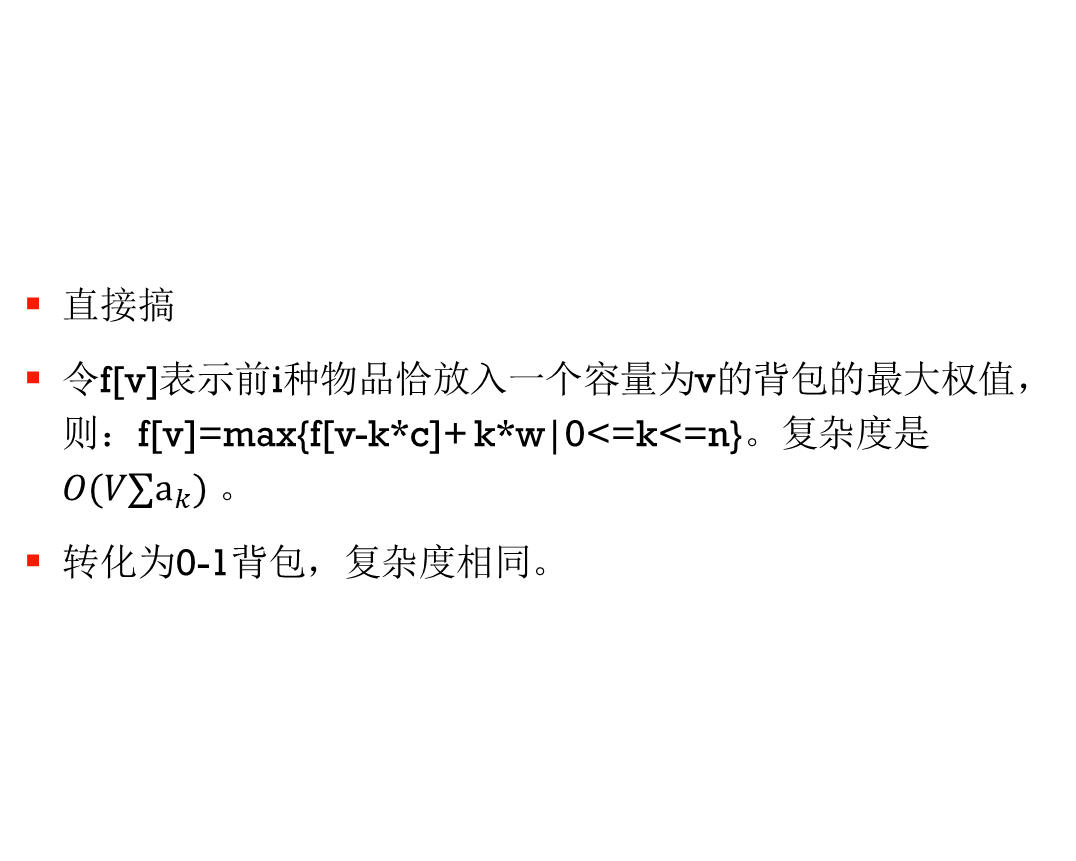 ▪ 直接搞
▪ 令f[v]表示前i种物品恰放入一个容量为v的背包的最大权值，
则：f[v]=max{f[v-k*c]+ k*w|0<=k<=n}。复杂度是
𝑂(𝑉∑a𝑘) 。
▪ 转化为0-1背包，复杂度相同。